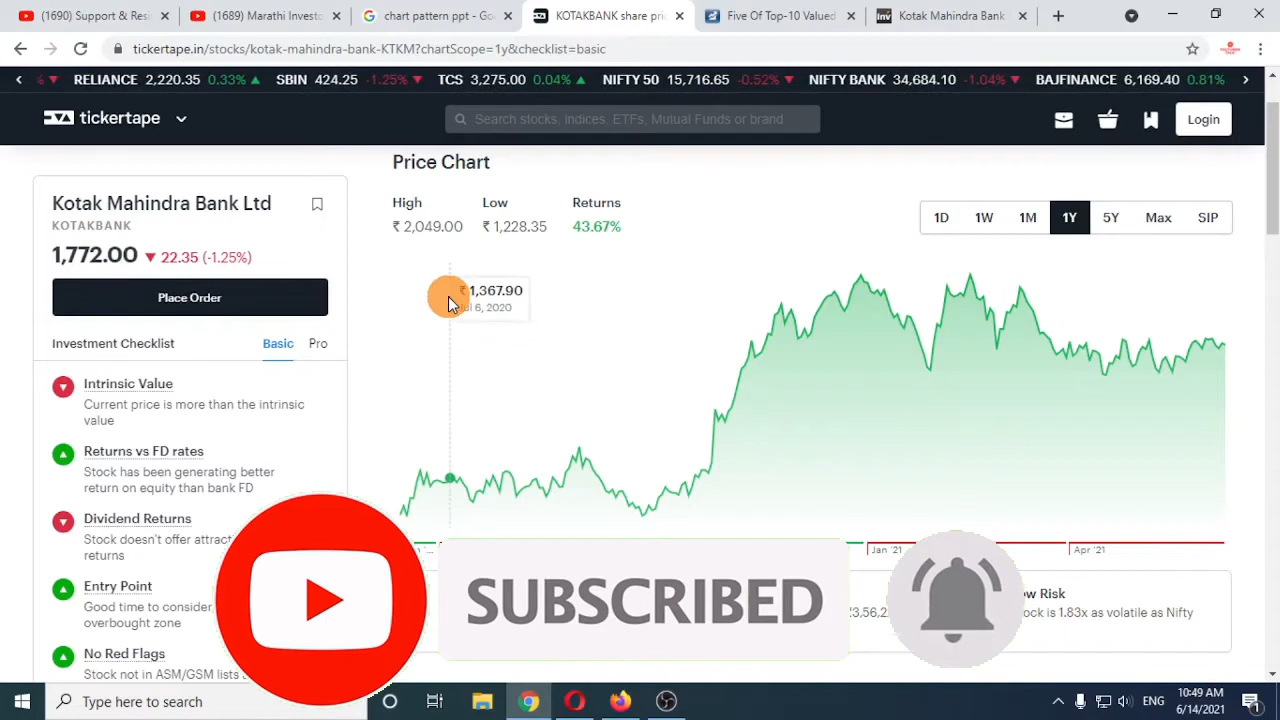 (1690) Support & Res
(1689) Marathi Invest
chart pattern ppt - Go
KOTAKBANK share pri
Five Of Top-10 Valued
Inv Kotak Mahindra Bank
tickertape.in/stocks/kotak-mahindra-bank-KTKM?chartScope=1y&checklist=basic
% RELIANCE 2,220.35 0.33% SBIN 424.25 -1.25% TCS 3,275.00 0.04% NIFTY 50 15,716.65 -0.52% NIFTY BANK 34,684.10 -1.04% BAJFINANCE 6,169.40 0.81%
tickertape
Search stocks, indices, ETFs, Mutual Funds or brand
Login
Price Chart
High Low Returns
₹ 2,049.00 ₹ 1,228.35 43.67%
1D 1W 1M 1Y 5Y Max SIP
Kotak Mahindra Bank Ltd
KOTAKBANK
1,772.00 ▼ 22.35 (-1.25%)
Place Order
Investment Checklist Basic Pro
Intrinsic Value
Current price is more than the intrinsic
value
Returns vs FD rates
Stock has been generating better
return on equity than bank FD
Dividend Returns
Stock doesn't offer attract
returns
Entry Point
Good time to consider,
overbought zone
No Red Flags
Stock not in ASM/GSM lists
₹ 1,367.90
Jul 6, 2020
Jan '21 Apr '21
ow Risk
₹3,56,2 ock is 1.83x as volatile as Nifty
SUBSCRIBED
Type here to search
ENG
10:49 AM
6/14/2021